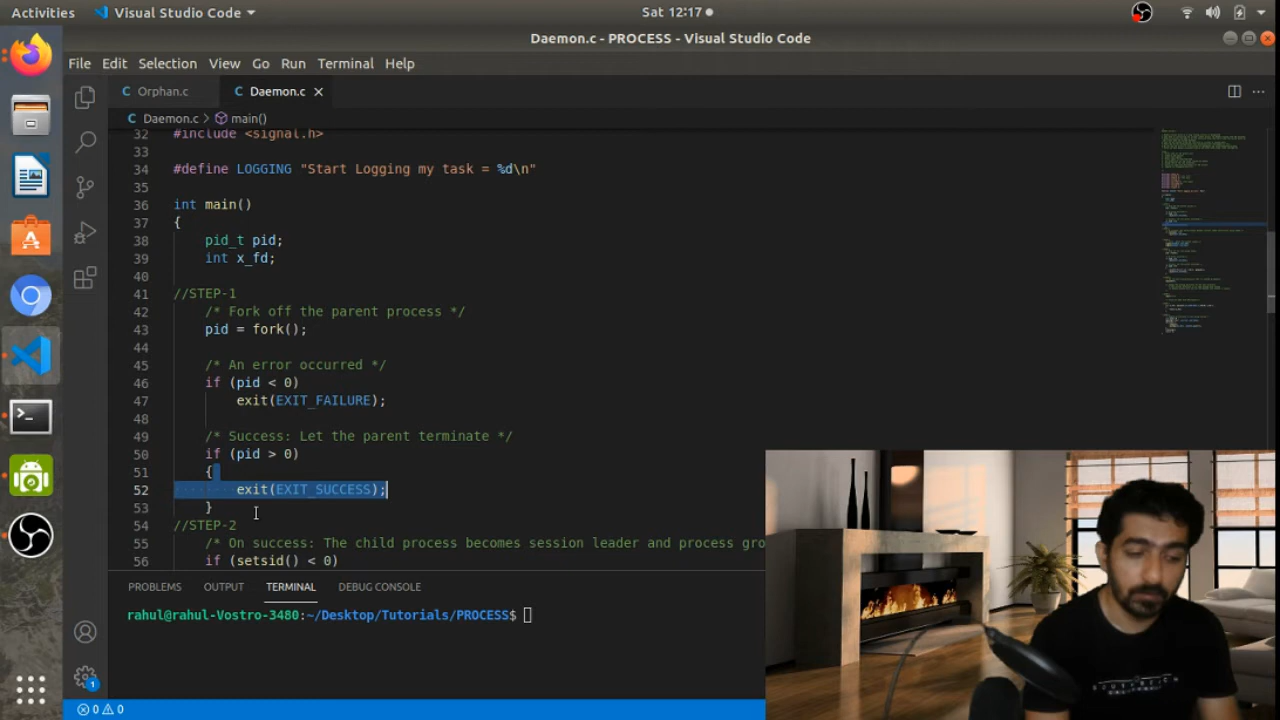 Activities
Visual Studio Code
Sat 12:17
Daemon.c - PROCESS - Visual Studio Code
File Edit Selection View Go Run Terminal Help
C Orphan.c
C Daemon.c
C Daemon.c > main()
32 #include <signal.h>
33
34 #define LOGGING "Start Logging my task = %d\n"
35
36 int main()
37 {
38 pid_t pid;
39 int x_fd;
40
41 //STEP-1
42 /* Fork off the parent process */
43 pid = fork();
44
45 /* An error occurred */
46 if (pid < 0)
47 exit(EXIT_FAILURE);
48
49 /* Success: Let the parent terminate */
50 if (pid > 0)
51 {
52 exit(EXIT_SUCCESS);
53 }
54 //STEP-2
55 /* On success: The child process becomes session leader and process gro
56 if (setsid() < 0)
PROBLEMS OUTPUT TERMINAL DEBUG CONSOLE
rahul@rahul-Vostro-3480:~/Desktop/Tutorials/PROCESS$
1
0 0